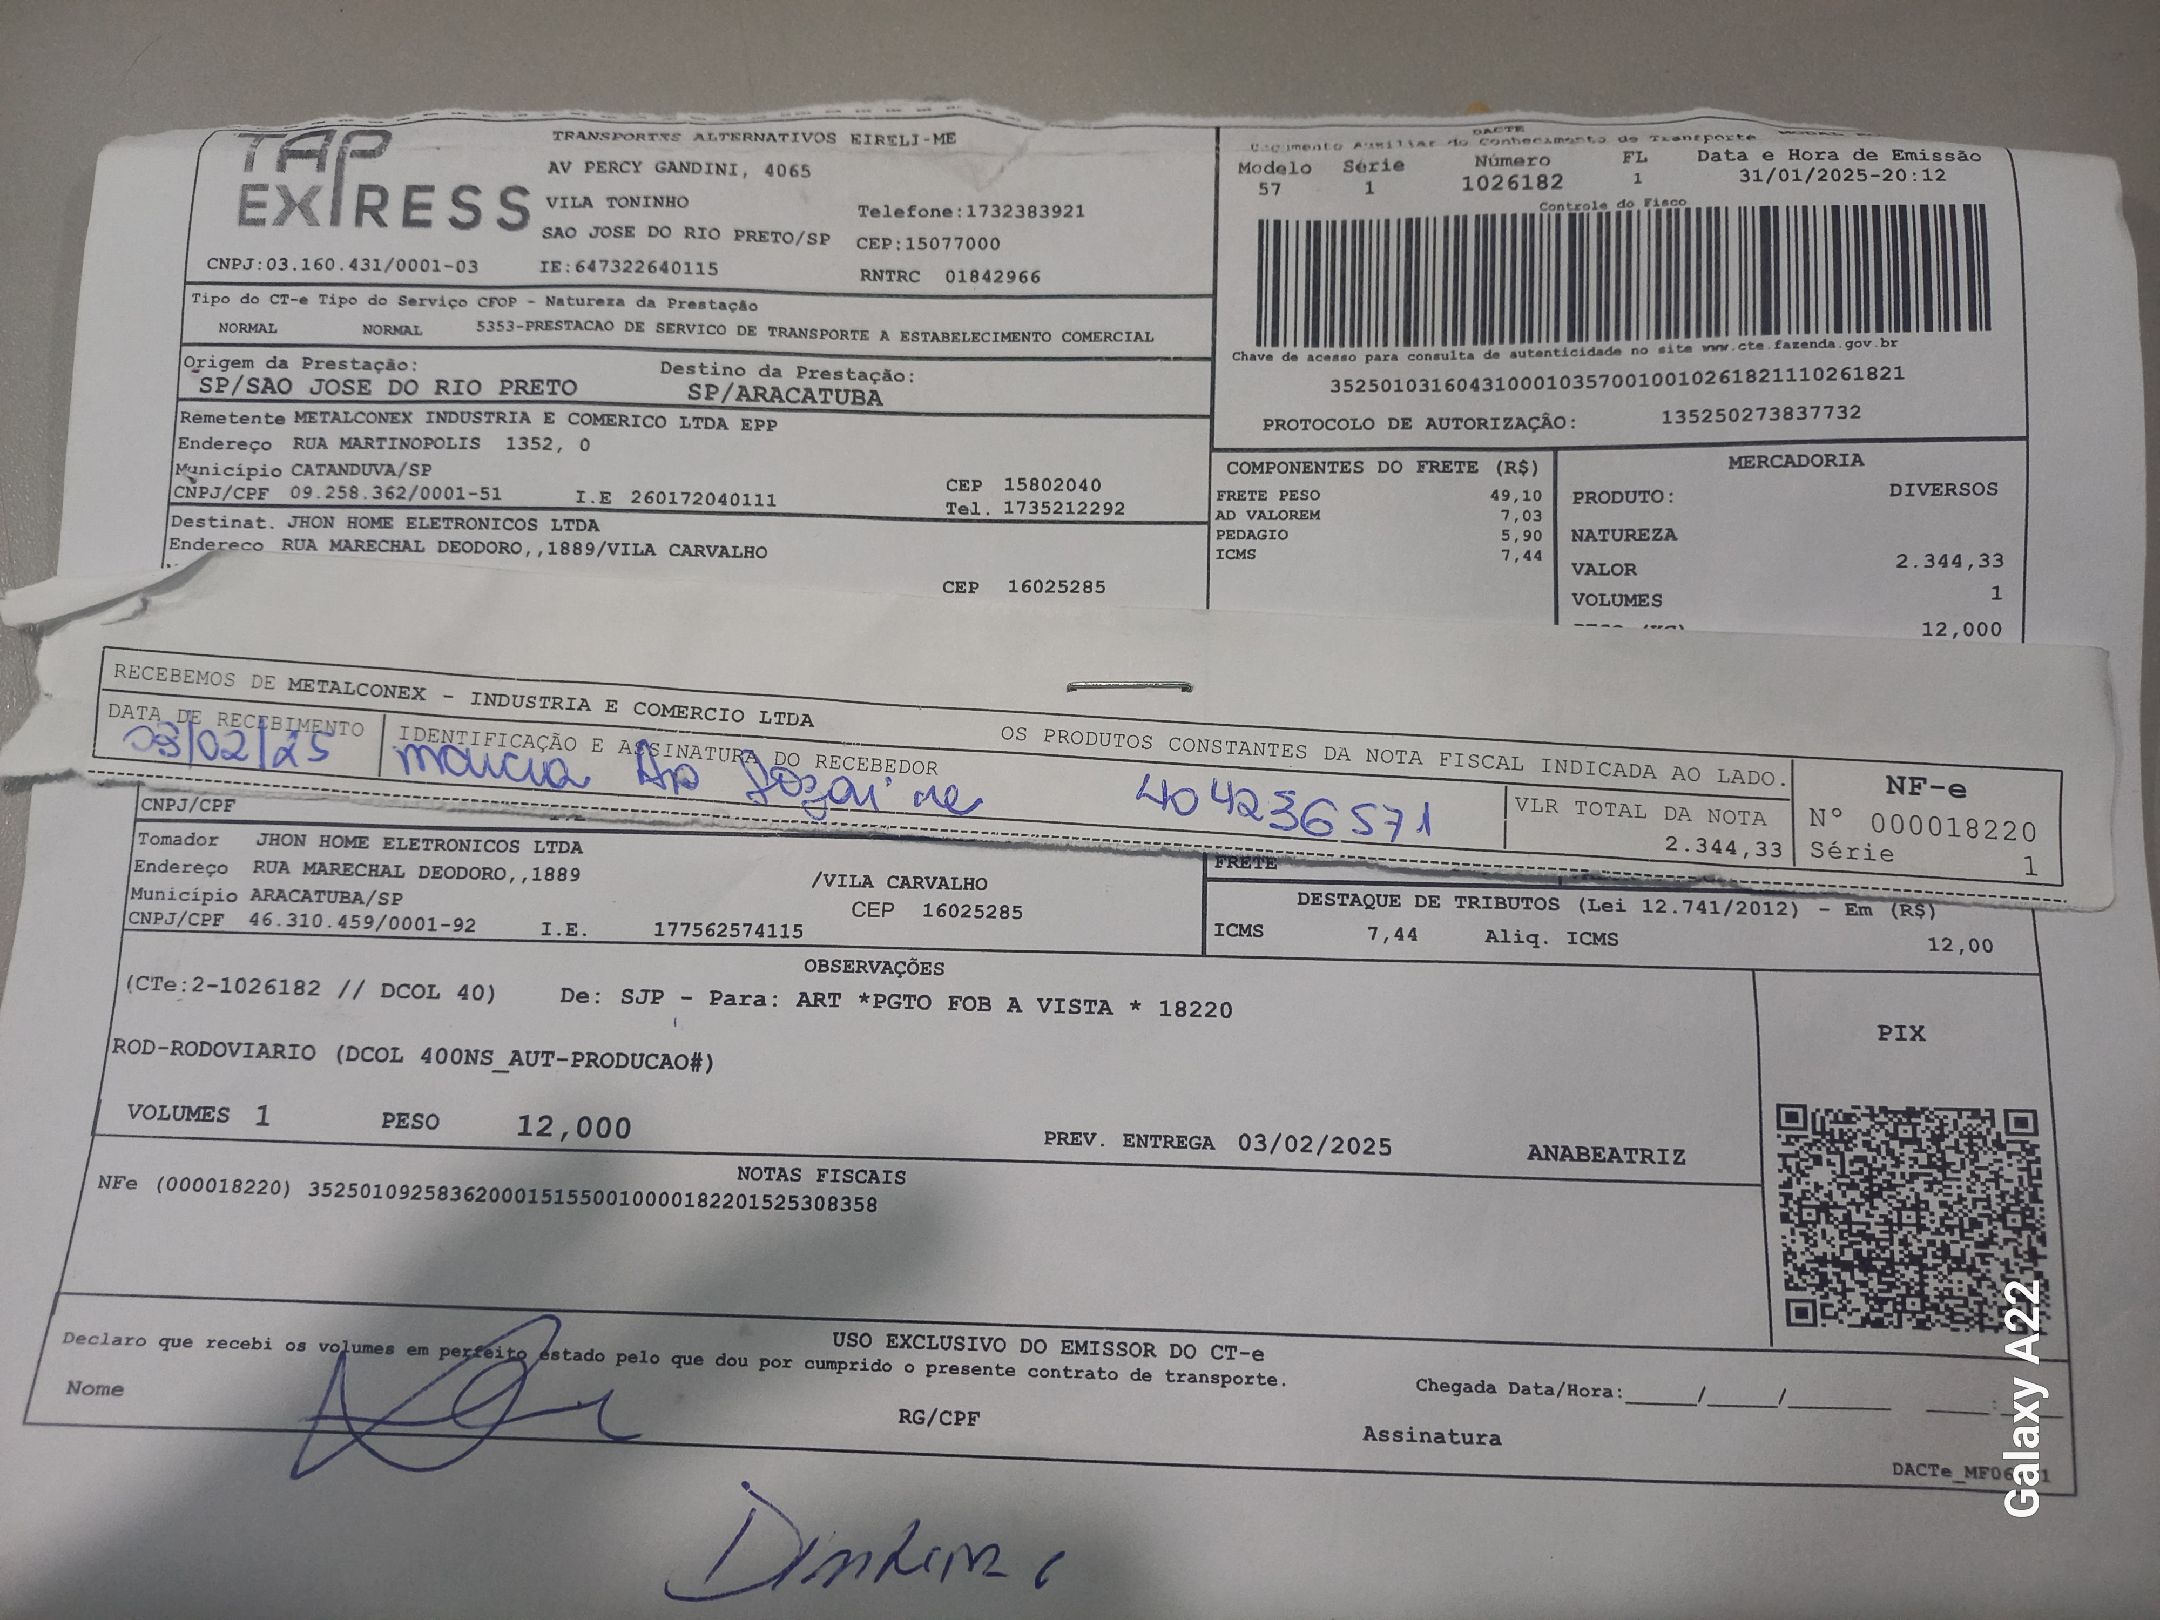 TAP
EXPRESS
TRANSPORTES ALTERNATIVOS EIRELI-ME
AV PERCY GANDINI, 4065
VILA TONINHO
Telefone:1732383921
SAO JOSE DO RIO PRETO/SP CEP:15077000
CNPJ:03.160.431/0001-03 IE:647322640115 RNTRC 01842966
DACTE
Documento Auxiliar do Conhecimento de Transporte
Modelo Serie Número FL Data e Hora de Emissão
57 1 1026182 1 31/01/2025-20:12
Controle do Fisco
Chave de acesso para consulta de autenticidade no site www.cte.fazenda.gov.br
35250103160431000103570010010261821110261821
PROTOCOLO DE AUTORIZAÇÃO: 135250273837732
Tipo do CT-e Tipo do Serviço CFOP - Natureza da Prestação
NORMAL NORMAL 5353-PRESTACAO DE SERVICO DE TRANSPORTE A ESTABELECIMENTO COMERCIAL
Origem da Prestação: Destino da Prestação:
SP/SAO JOSE DO RIO PRETO SP/ARACATUBA
Remetente METALCONEX INDUSTRIA E COMERICO LTDA EPP
Endereço RUA MARTINOPOLIS 1352, 0
Município CATANDUVA/SP CEP 15802040
CNPJ/CPF 09.258.362/0001-51 I.E 260172040111 Tel. 1735212292
Destinat. JHON HOME ELETRONICOS LTDA
Endereco RUA MARECHAL DEODORO,,1889/VILA CARVALHO
CEP 16025285
COMPONENTES DO FRETE (R$)
FRETE PESO 49,10
AD VALOREM 7,03
PEDAGIO 5,90
ICMS 7,44
MERCADORIA
PRODUTO: DIVERSOS
NATUREZA
VALOR 2.344,33
VOLUMES 1
12,000
RECEBEMOS DE METALCONEX - INDUSTRIA E COMERCIO LTDA OS PRODUTOS CONSTANTES DA NOTA FISCAL INDICADA AO LADO.
DATA DE RECEBIMENTO IDENTIFICAÇÃO E ASSINATURA DO RECEBEDOR
03/02/25 Marcia Ap 404236571
VLR TOTAL DA NOTA
2.344,33
NF-e
Nº 000018220
Série 1
CNPJ/CPF
Tomador JHON HOME ELETRONICOS LTDA
Endereço RUA MARECHAL DEODORO,,1889 /VILA CARVALHO
Município ARACATUBA/SP CEP 16025285
CNPJ/CPF 46.310.459/0001-92 I.E. 177562574115
FRETE
DESTAQUE DE TRIBUTOS (Lei 12.741/2012) - Em (R$)
ICMS 7,44 Aliq. ICMS 12,00
OBSERVAÇÕES
(CTe:2-1026182 // DCOL 40) De: SJP - Para: ART *PGTO FOB A VISTA * 18220
ROD-RODOVIARIO (DCOL 400NS_AUT-PRODUCAO#)
VOLUMES 1 PESO 12,000 PREV. ENTREGA 03/02/2025 ANABEATRIZ
PIX
NOTAS FISCAIS
NFe (000018220) 35250109258362000151550010000182201525308358
USO EXCLUSIVO DO EMISSOR DO CT-e
Declaro que recebi os volumes em perfeito estado pelo que dou por cumprido o presente contrato de transporte.
Chegada Data/Hora:_____/_____/_______ ____:____
Nome RG/CPF Assinatura
Galaxy A22